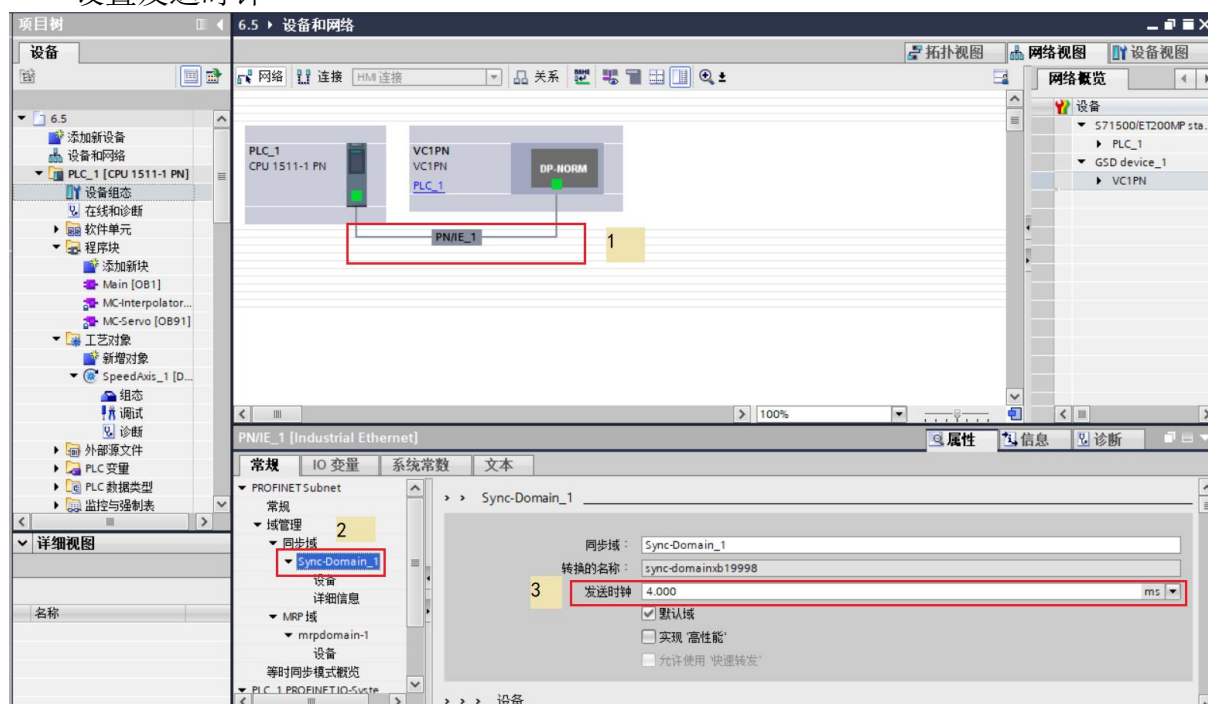 设置发送时钟
项目树
6.5 › 设备和网络
设备
拓扑视图
网络视图
设备视图
网络
连接
HMI 连接
关系
网络概览
设备
S71500/ET200MP sta...
PLC_1
GSD device_1
VC1PN
6.5
添加新设备
设备和网络
PLC_1 [CPU 1511-1 PN]
设备组态
在线和诊断
软件单元
程序块
添加新块
Main [OB1]
MC-Interpolator...
MC-Servo [OB91]
工艺对象
新增对象
SpeedAxis_1 [D...
组态
调试
诊断
外部源文件
PLC 变量
PLC 数据类型
监控与强制表
PLC_1
CPU 1511-1 PN
VC1PN
VC1PN
PLC_1
DP-NORM
PN/IE_1
1
100%
详细视图
名称
PN/IE_1 [Industrial Ethernet]
属性
信息
诊断
常规
IO 变量
系统常数
文本
PROFINET Subnet
常规
域管理
2
同步域
Sync-Domain_1
设备
详细信息
MRP 域
mrpdomain-1
设备
等时同步模式概览
PLC_1.PROFINET IO-Syste
› › Sync-Domain_1
同步域：
Sync-Domain_1
转换的名称：
sync-domainxb19998
3
发送时钟
4.000
ms
默认域
实现 '高性能'
允许使用 '快速转发'
› › › 设备